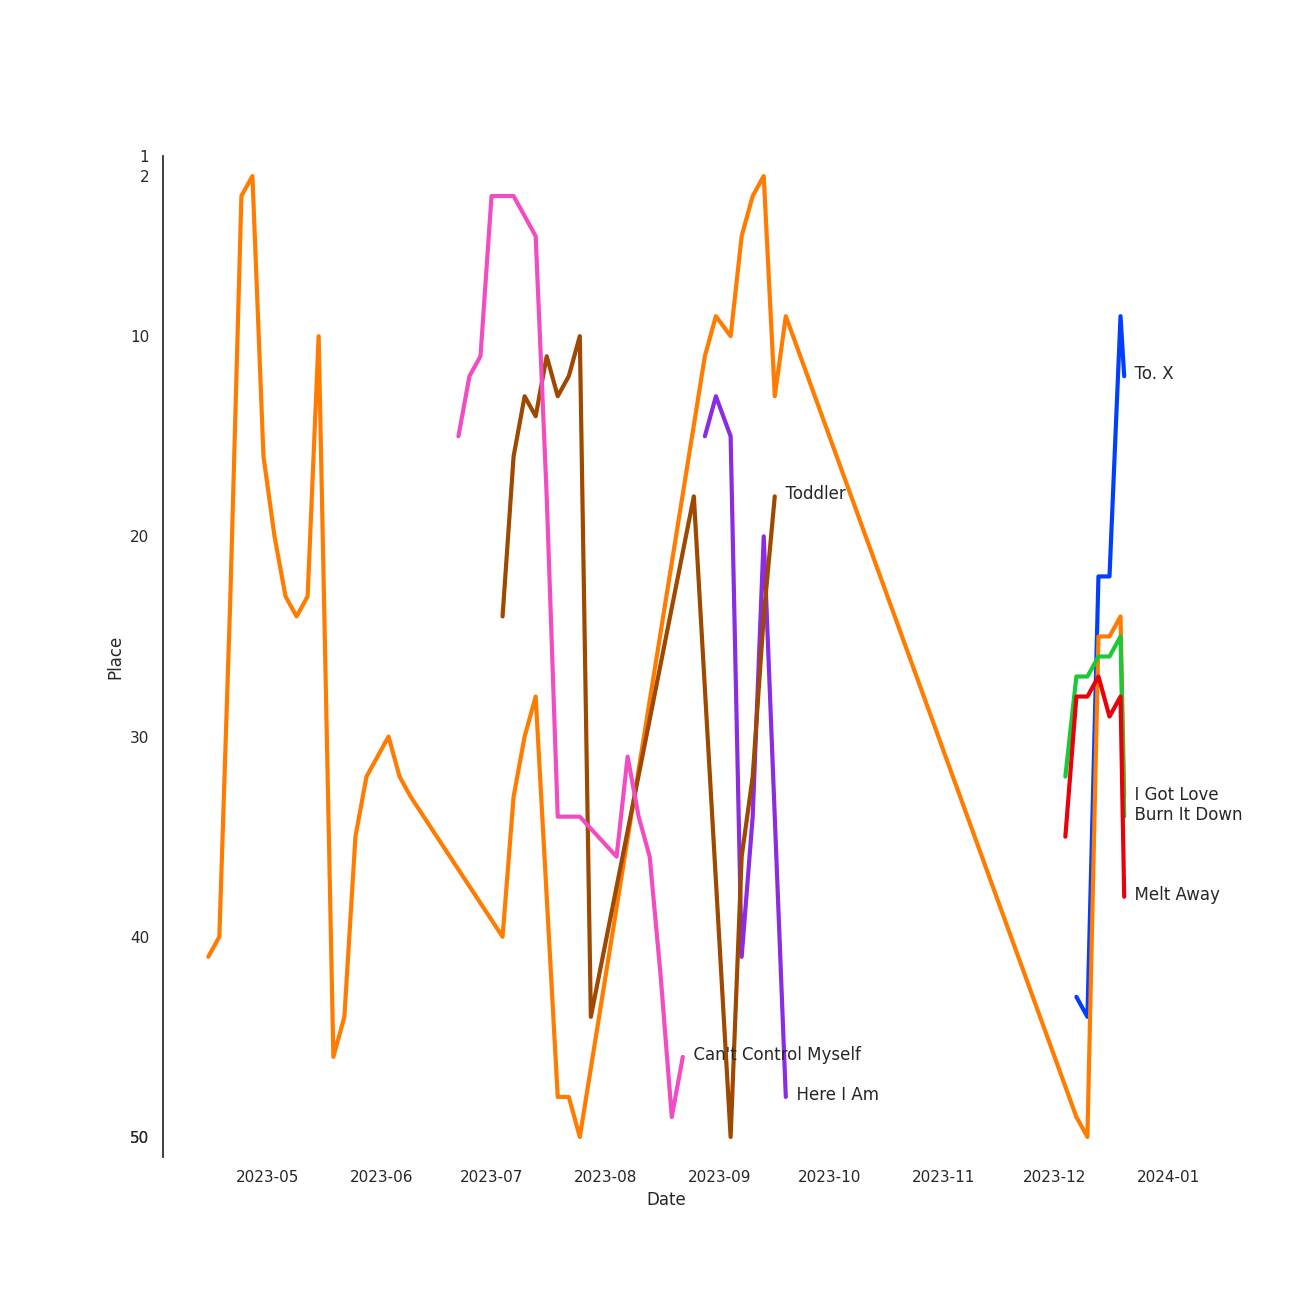 1
2
10
To. X
Toddler
20
Place
30
I Got Love
Burn It Down
Melt Away
40
Can't Control Myself
Here I Am
50
2023-05 2023-06 2023-07 2023-08 2023-09 2023-10 2023-11 2023-12 2024-01
Date